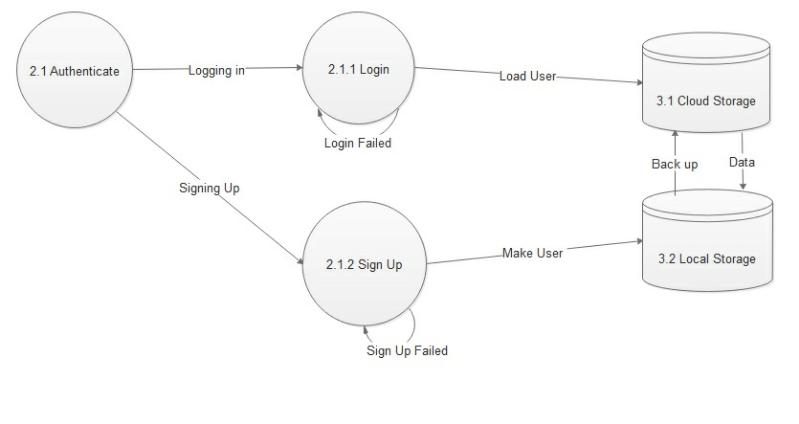 2.1 Authenticate
Logging in
2.1.1 Login
Load User
3.1 Cloud Storage
Login Failed
Back up
Data
Signing Up
2.1.2 Sign Up
Make User
3.2 Local Storage
Sign Up Failed